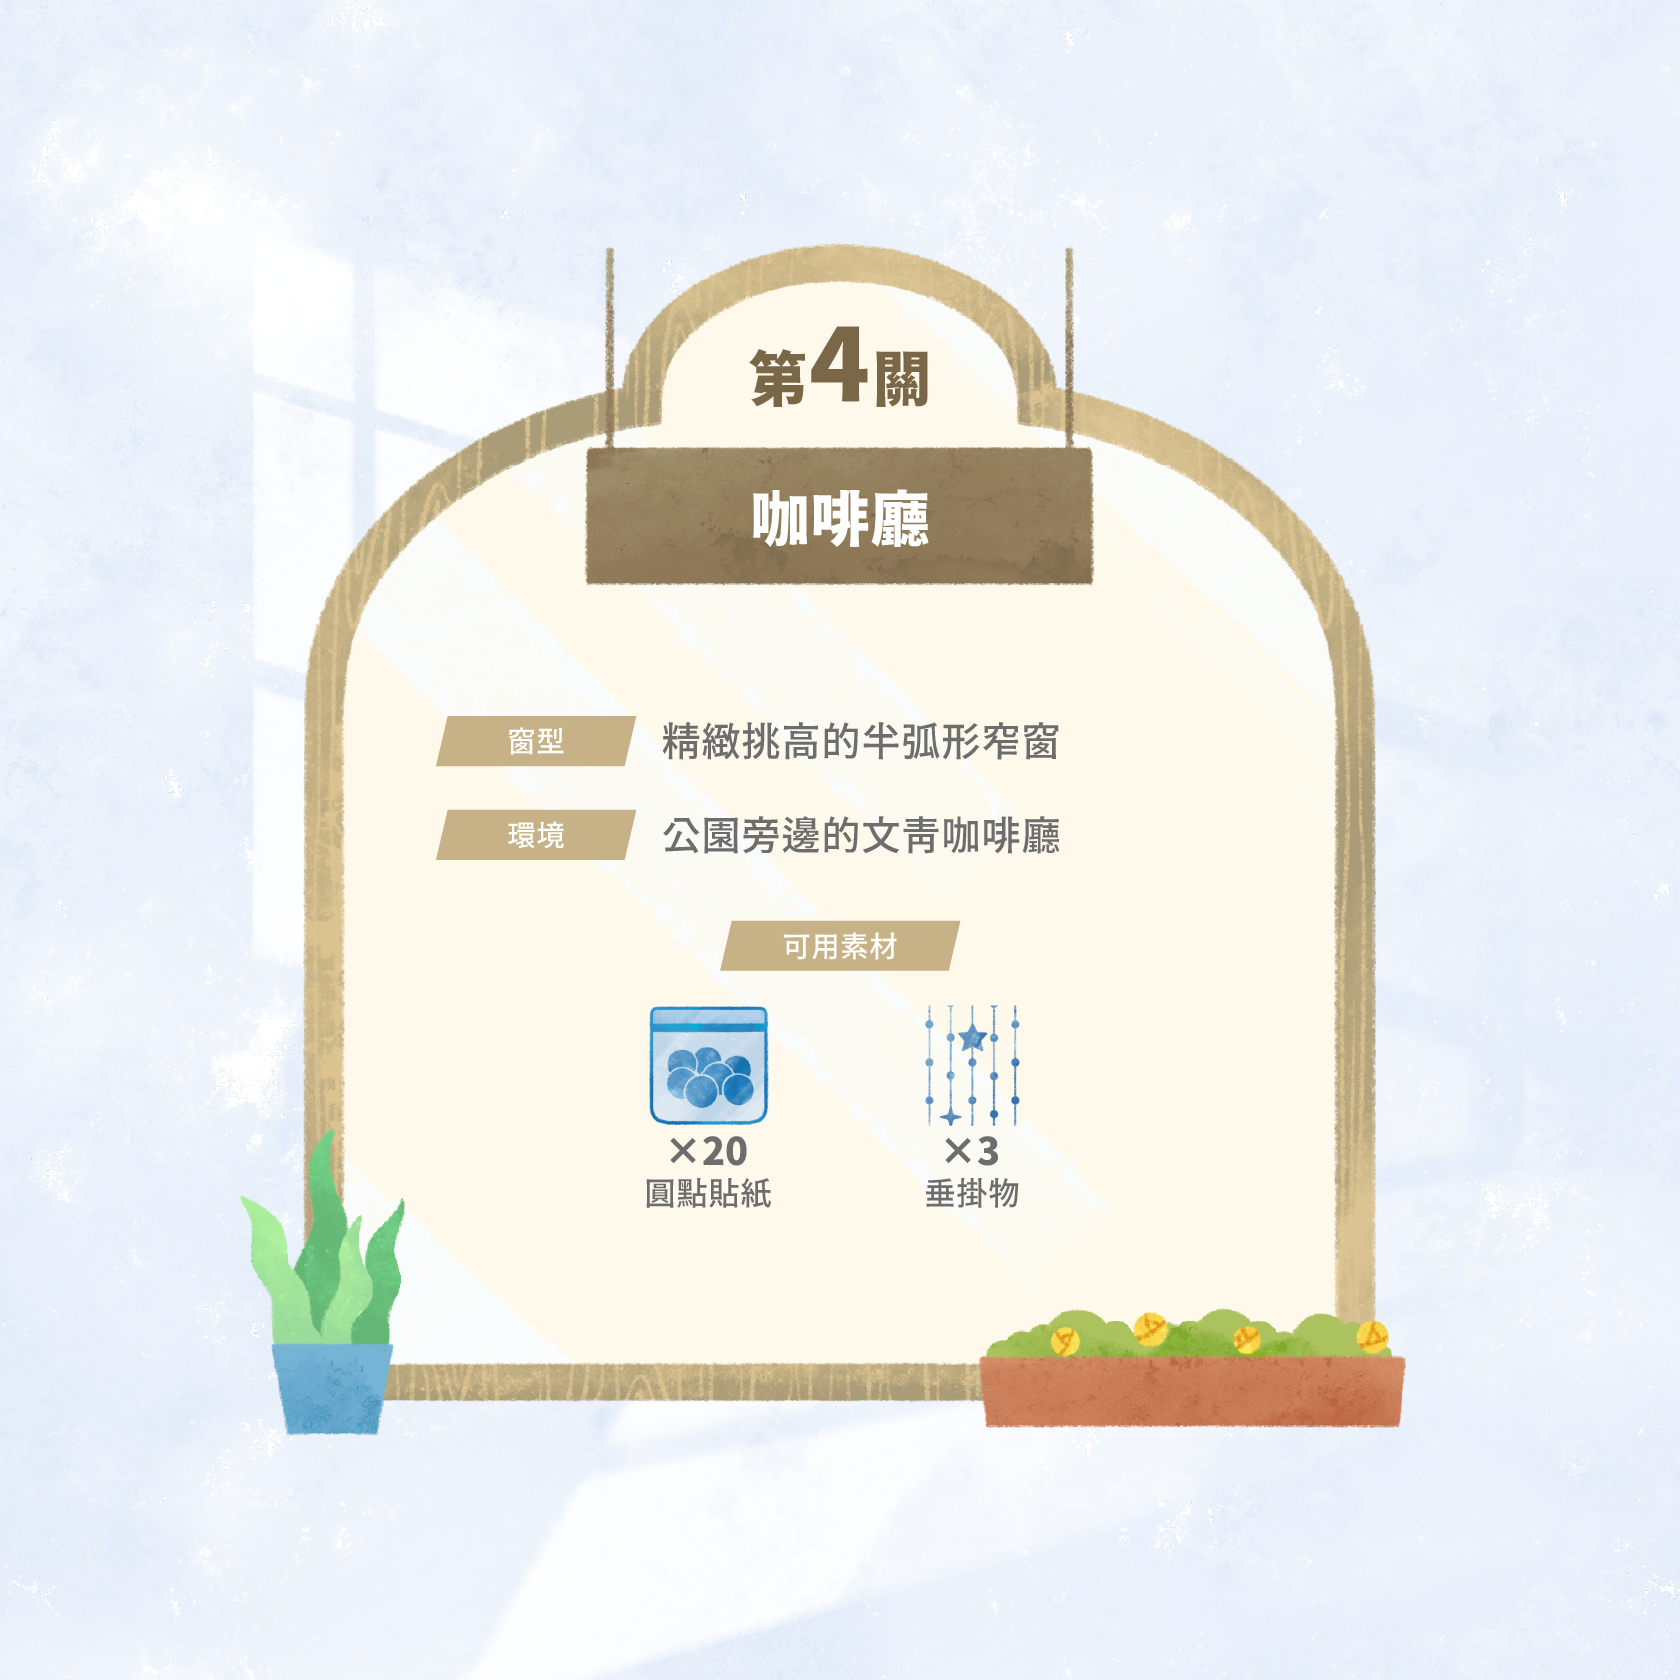 第4關
咖啡廳
窗型 精緻挑高的半弧形窄窗
環境 公園旁邊的文青咖啡廳
可用素材
×20 ×3
圓點貼紙 垂掛物